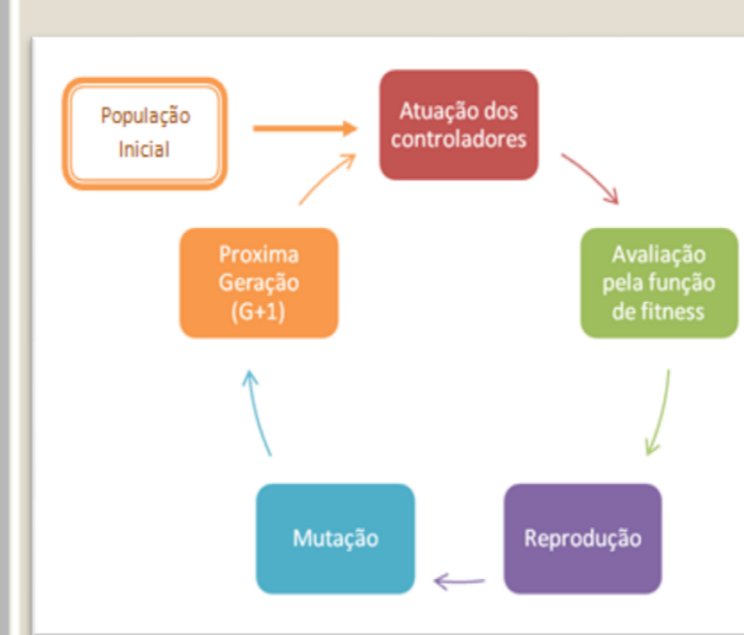 População
Inicial
Atuação dos
controladores
Avaliação
pela função
de fitness
Reprodução
Mutação
Proxima
Geração
(G+1)